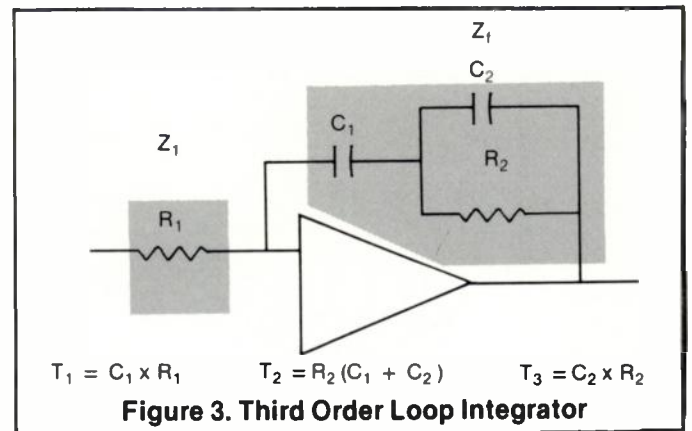 Z₁
Zf
C₁
C₂
R₂
R₁
T₁ = C₁ x R₁ T₂ = R₂ (C₁ + C₂) T₃ = C₂ x R₂
Figure 3. Third Order Loop Integrator